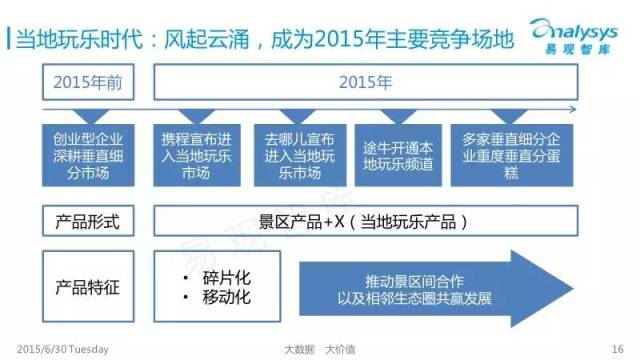 当地玩乐时代：风起云涌，成为2015年主要竞争场地
analysys
易观智库
2015年前
2015年
创业型企业
深耕垂直细
分市场
携程宣布进
入当地玩乐
市场
去哪儿宣布
进入当地玩
乐市场
途牛开通本
地玩乐频道
多家垂直细分企
业重度垂直分蛋
糕
产品形式
景区产品+X（当地玩乐产品）
易观智库
产品特征
• 碎片化
• 移动化
推动景区间合作
以及相邻生态圈共赢发展
2015/6/30 Tuesday
大数据 大价值
16